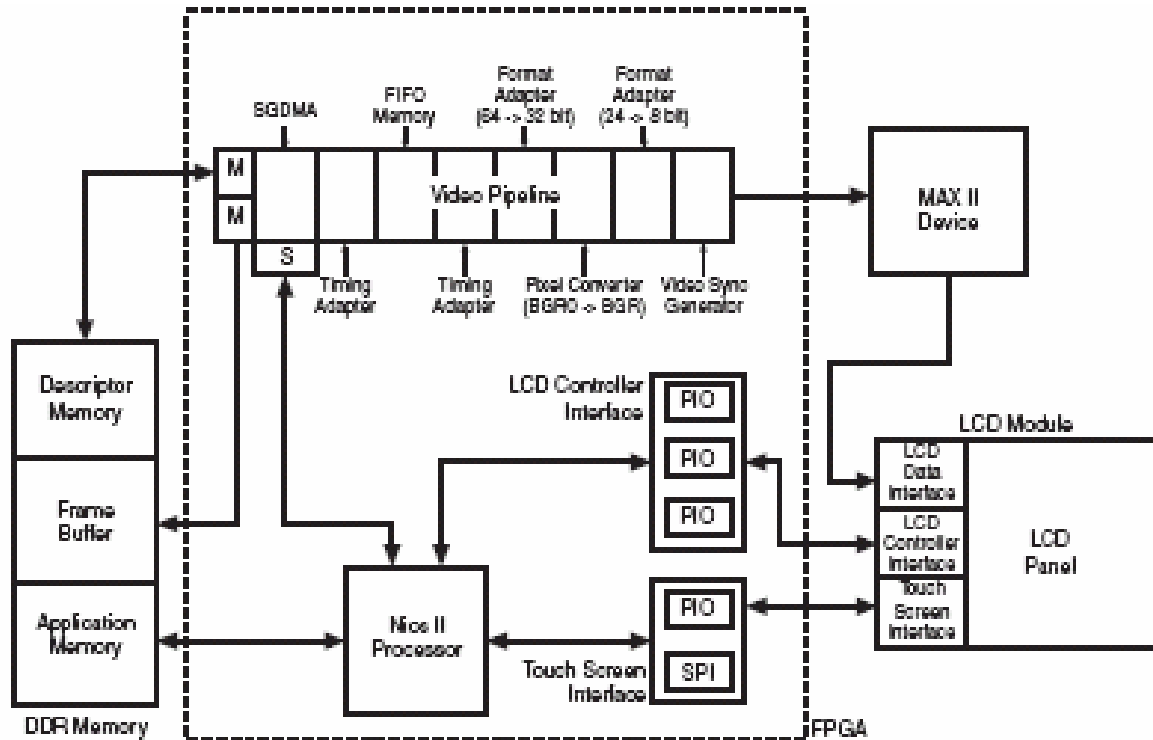 SGDMA
FIFO
Memory
Format
Adapter
(64 -> 32 bit)
Format
Adapter
(24 -> 8 bit)
M
M
Video Pipeline
S
Timing
Adapter
Timing
Adapter
Pixel Converter
(BGR0 -> BGR)
Video Sync
Generator
MAX II
Device
Descriptor
Memory
Frame
Buffer
Application
Memory
DDR Memory
LCD Controller
Interface
PIO
PIO
PIO
Nios II
Processor
Touch Screen
Interface
PIO
SPI
FPGA
LCD Module
LCD
Data
Interface
LCD
Controller
Interface
Touch
Screen
Interface
LCD
Panel